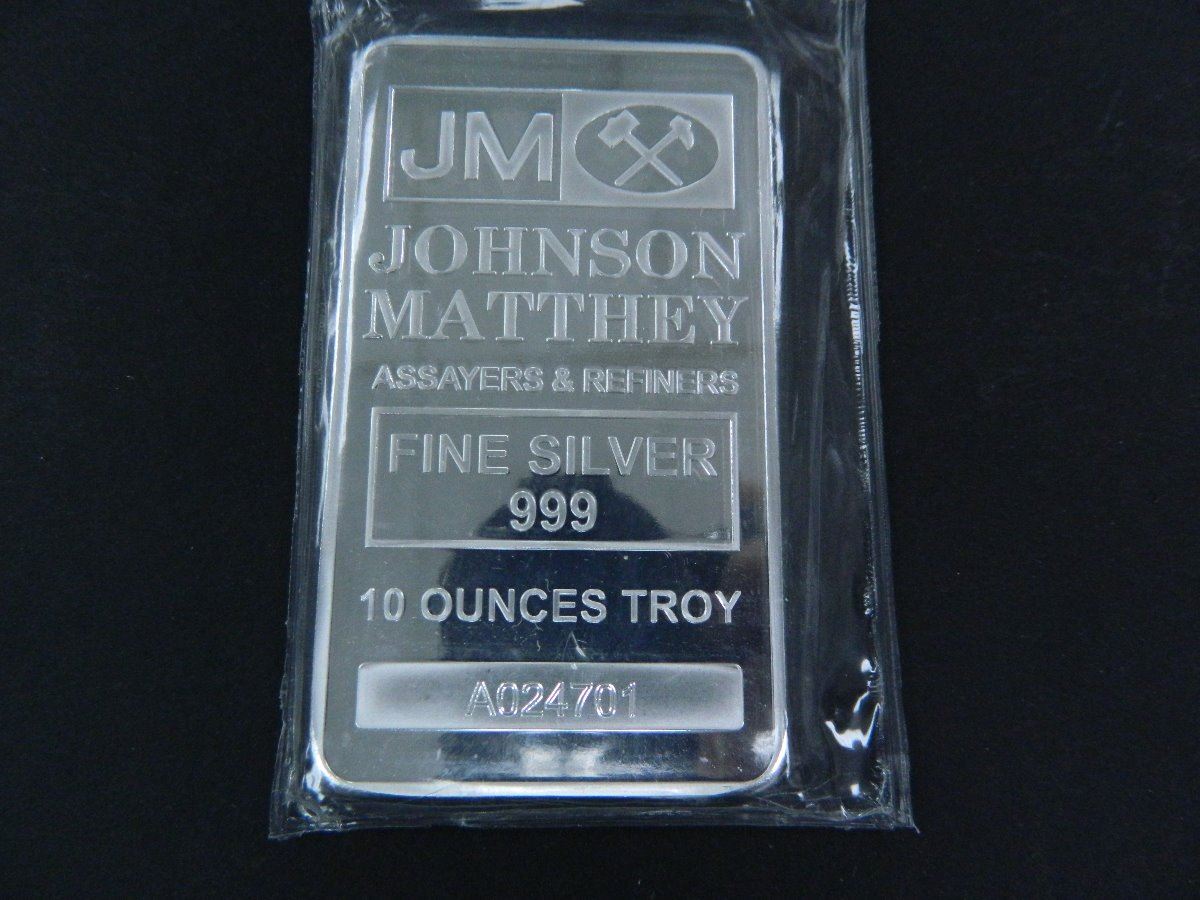 JM
JOHNSON
MATTHEY
ASSAYERS & REFINERS
FINE SILVER
999
10 OUNCES TROY
A024701